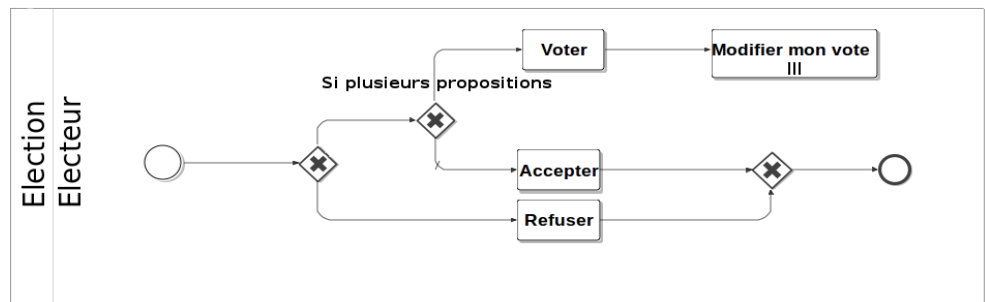 Election
Electeur
Voter
Modifier mon vote
Si plusieurs propositions
Accepter
Refuser